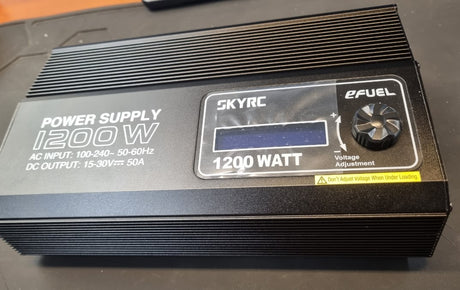 POWER SUPPLY
1200W
AC INPUT: 100-240~ 50-60Hz
DC OUTPUT: 15-30V⎓ 50A
SKYRC
1200 WATT
+
-
Voltage
Adjustment
eFUEL
Don't Adjust Voltage When Under Loading